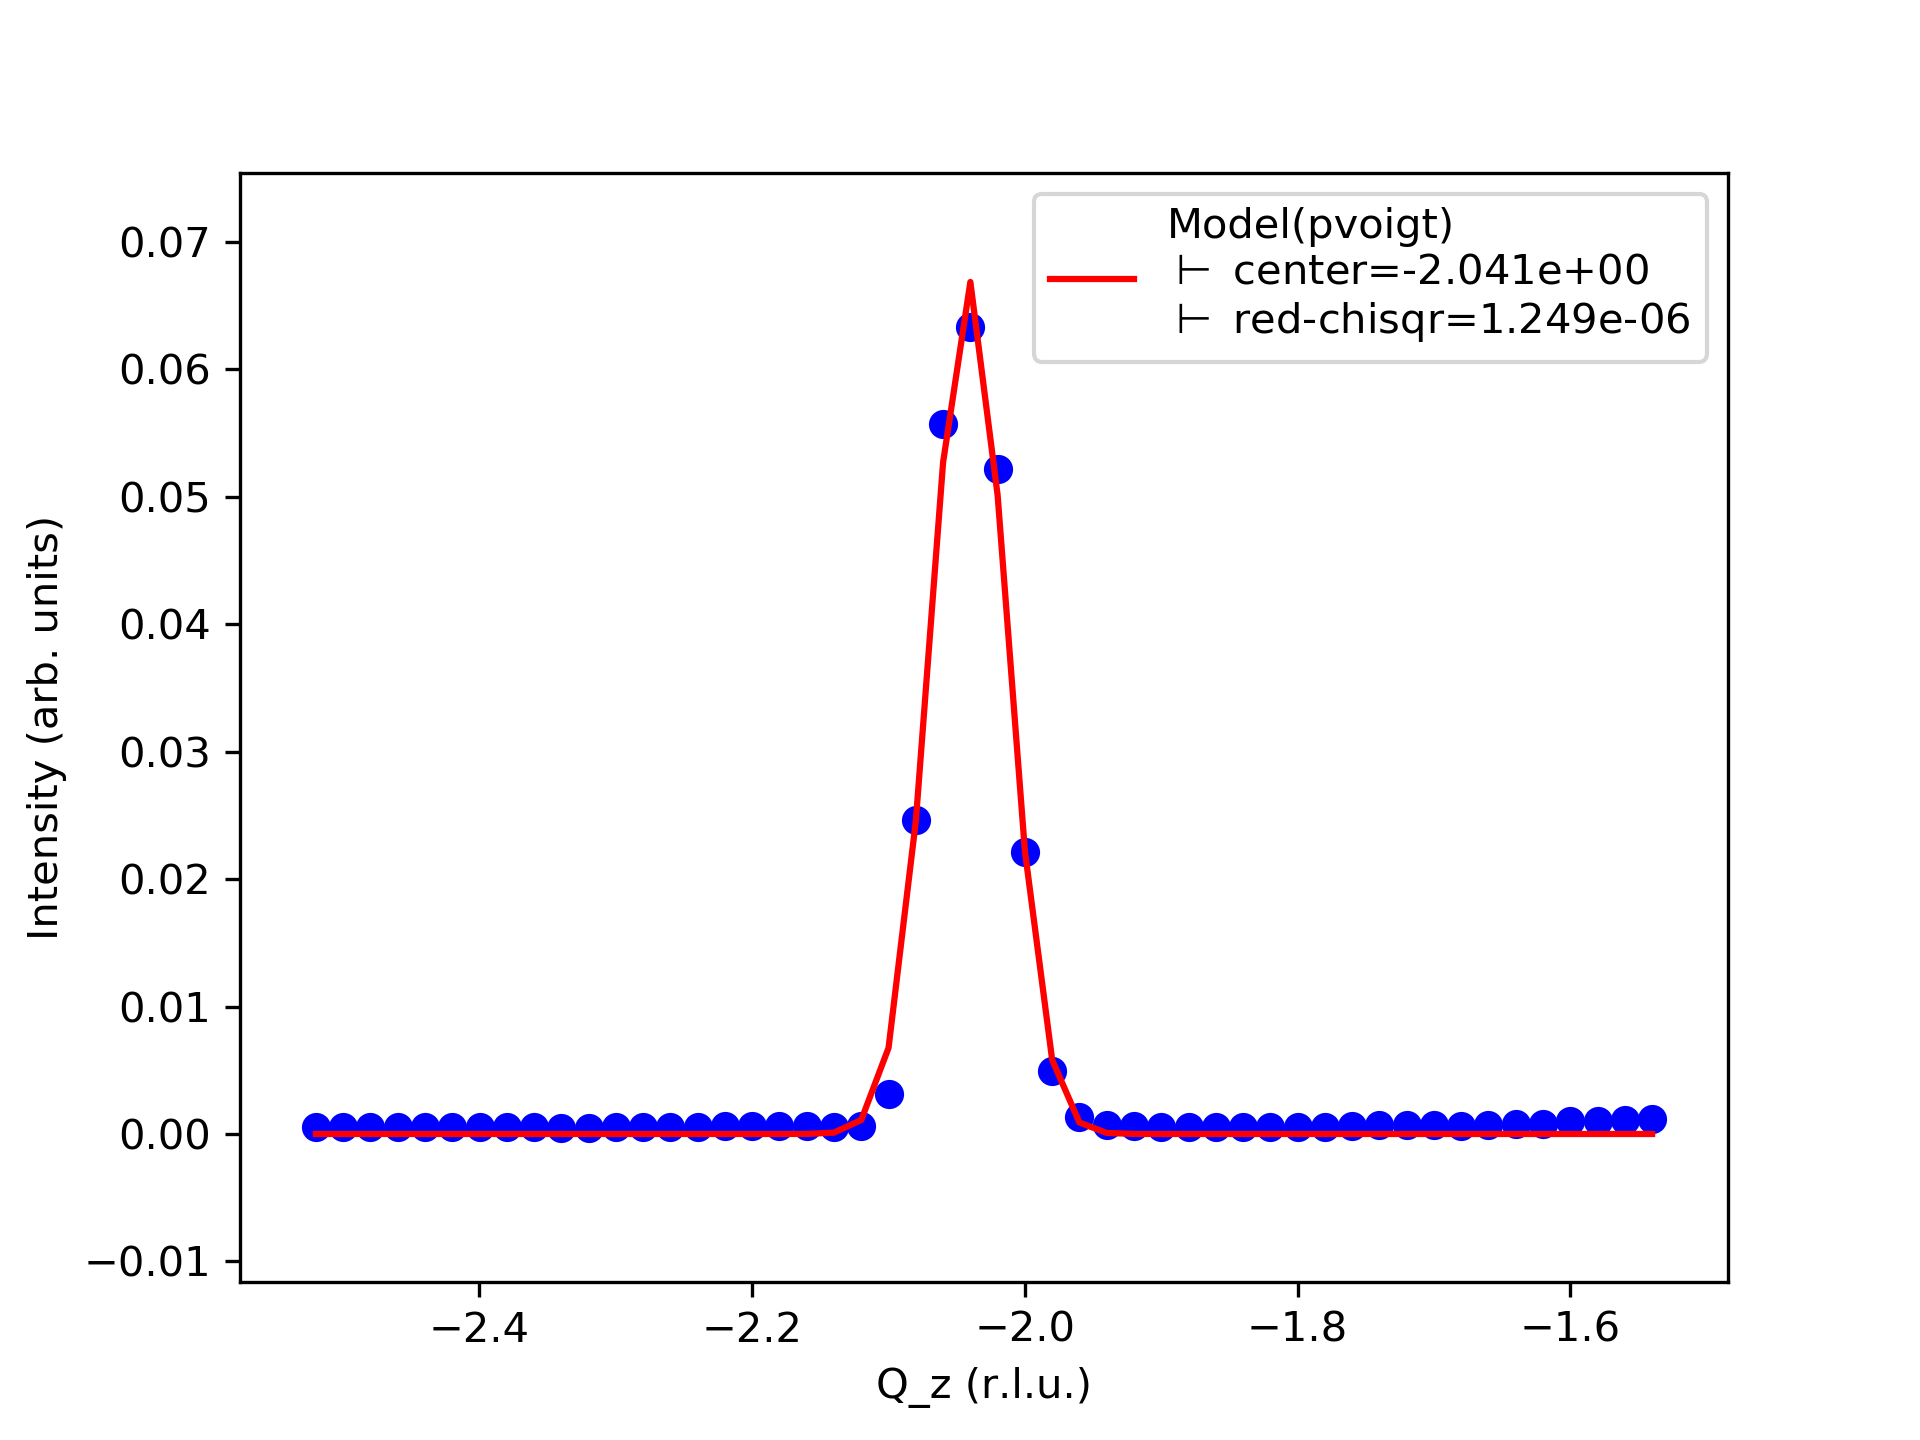 Model(pvoigt)
⊢ center=-2.041e+00
⊢ red-chisqr=1.249e-06
0.07
0.06
0.05
0.04
0.03
0.02
0.01
0.00
−0.01
Intensity (arb. units)
−2.4 −2.2 −2.0 −1.8 −1.6
Q_z (r.l.u.)